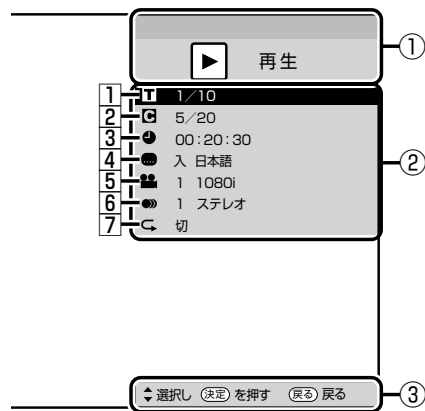 再生 ①
1 T 1/10
2 C 5/20
3 00:20:30
4 入 日本語
5 1 1080i
6 1 ステレオ
7 切
②
選択し 決定 を押す 戻る 戻る ③